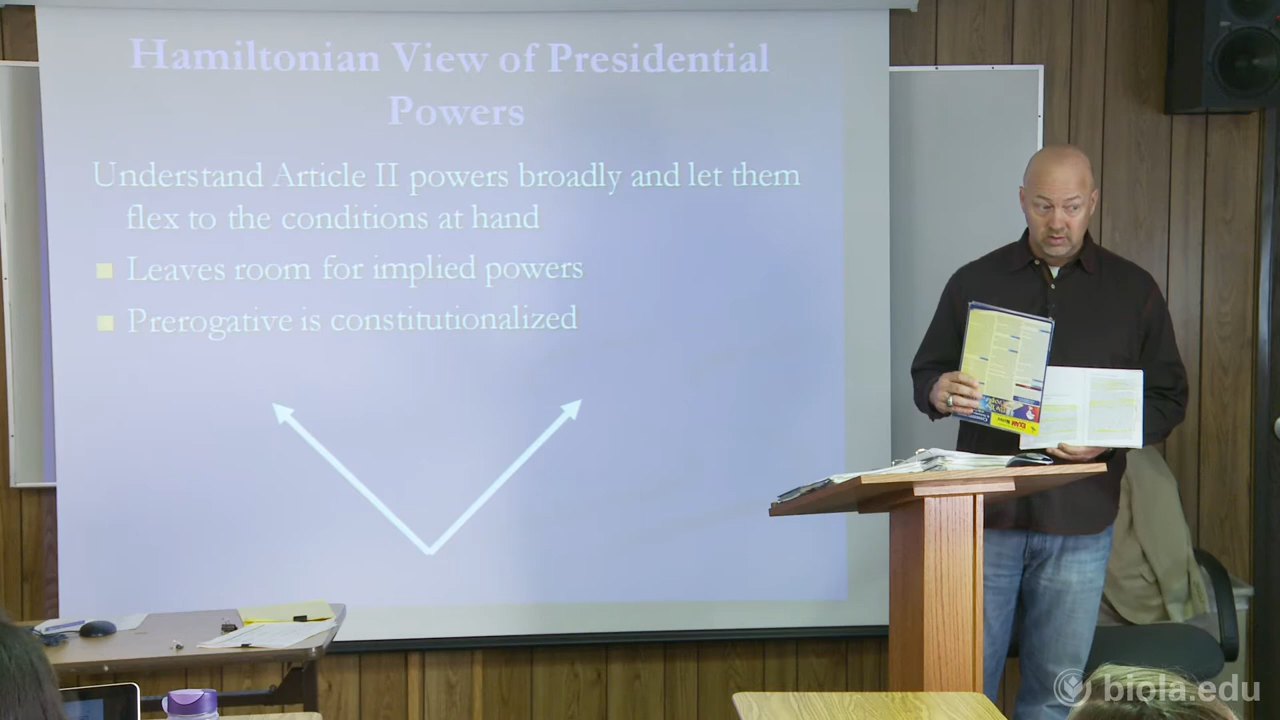 Hamiltonian View of Presidential
Powers
Understand Article II powers broadly and let them
flex to the conditions at hand
Leaves room for implied powers
Prerogative is constitutionalized
biola.edu